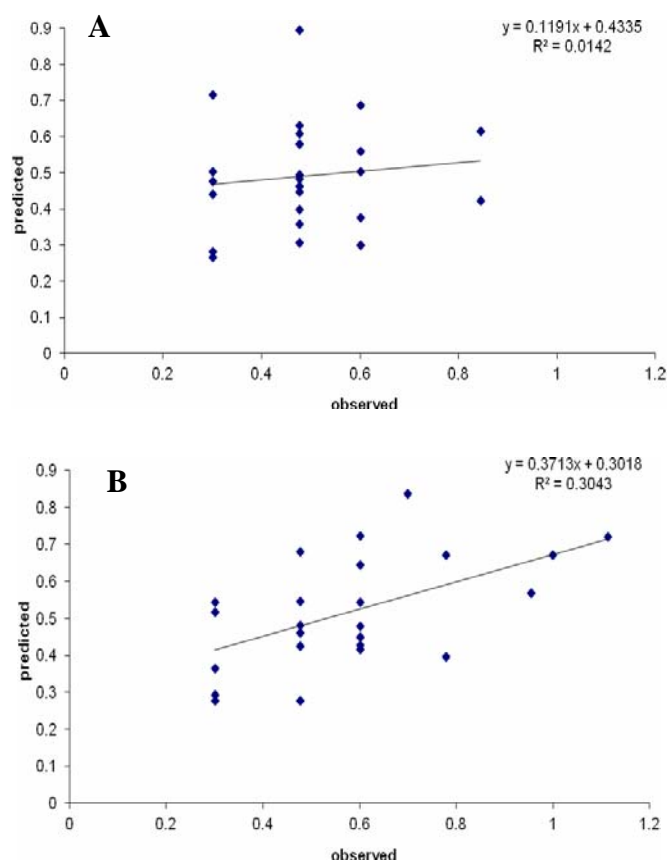 A
y = 0.1191x + 0.4335
R² = 0.0142
0.9
0.8
0.7
0.6
0.5
0.4
0.3
0.2
0.1
0
predicted
0 0.2 0.4 0.6 0.8 1 1.2
observed
B
y = 0.3713x + 0.3018
R² = 0.3043
0.9
0.8
0.7
0.6
0.5
0.4
0.3
0.2
0.1
0
predicted
0 0.2 0.4 0.6 0.8 1 1.2
observed